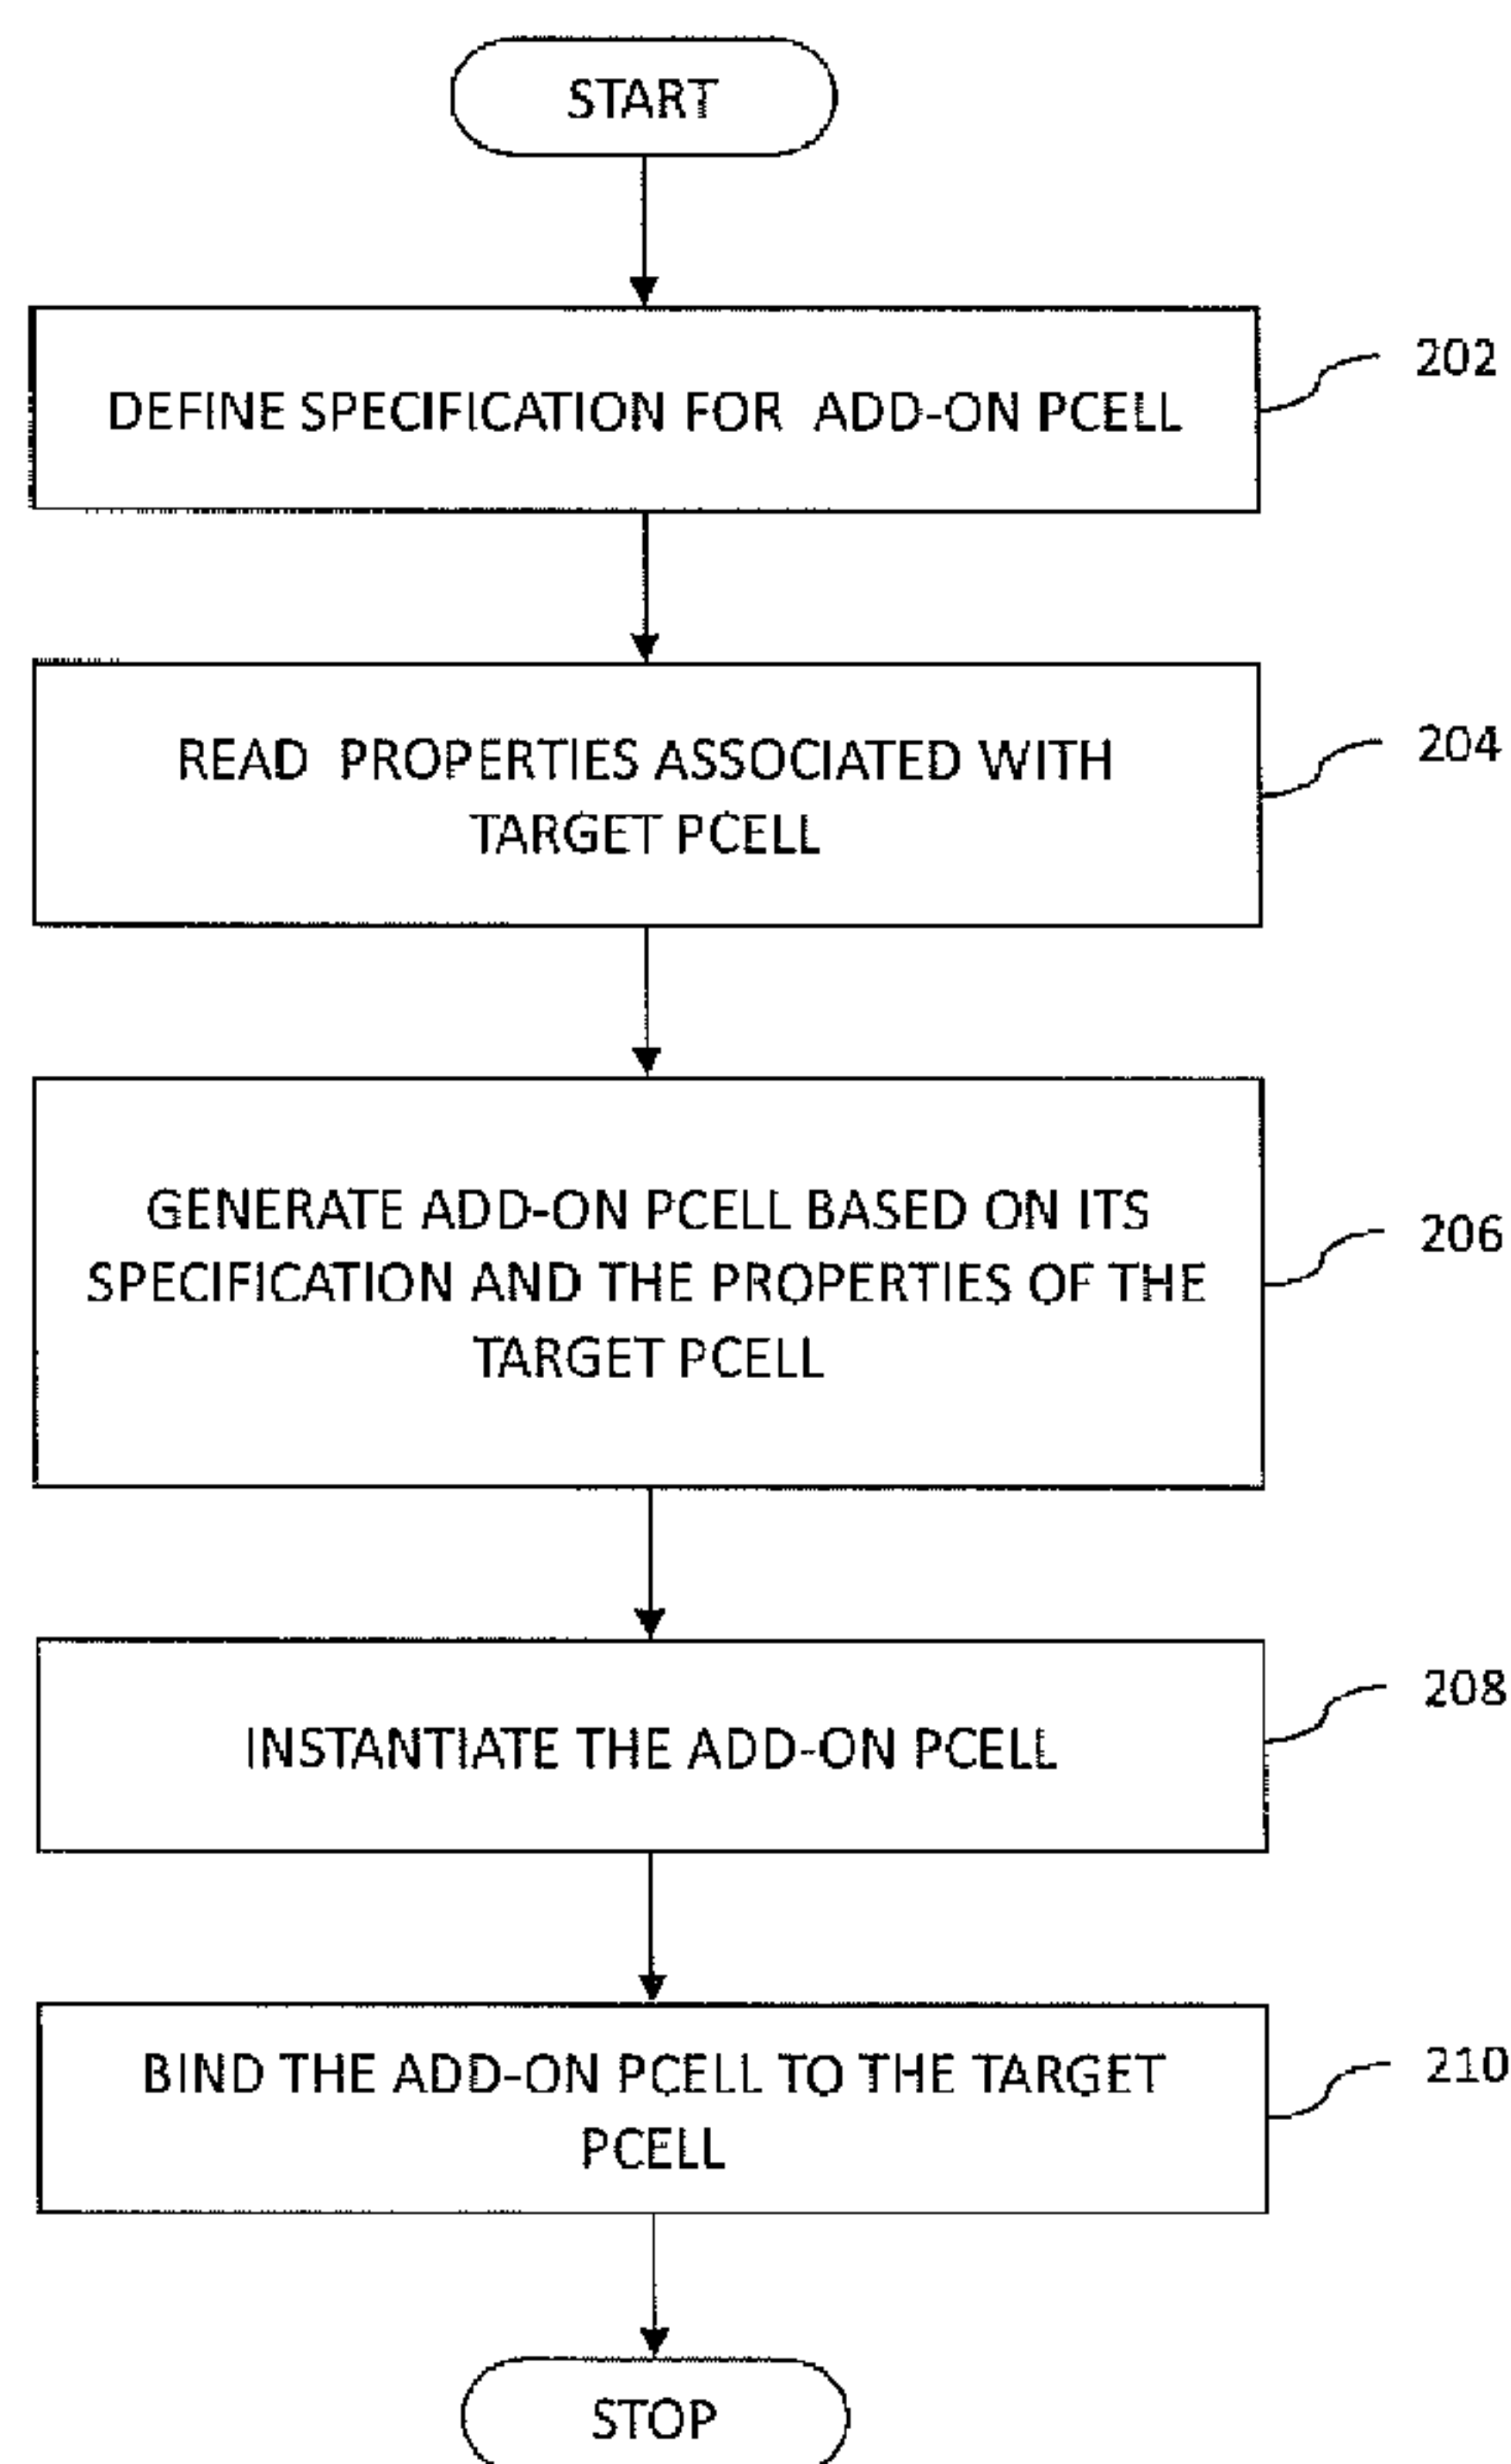 START
DEFINE SPECIFICATION FOR ADD-ON PCELL
202
READ PROPERTIES ASSOCIATED WITH
TARGET PCELL
204
GENERATE ADD-ON PCELL BASED ON ITS
SPECIFICATION AND THE PROPERTIES OF THE
TARGET PCELL
206
INSTANTIATE THE ADD-ON PCELL
208
BIND THE ADD-ON PCELL TO THE TARGET
PCELL
210
STOP